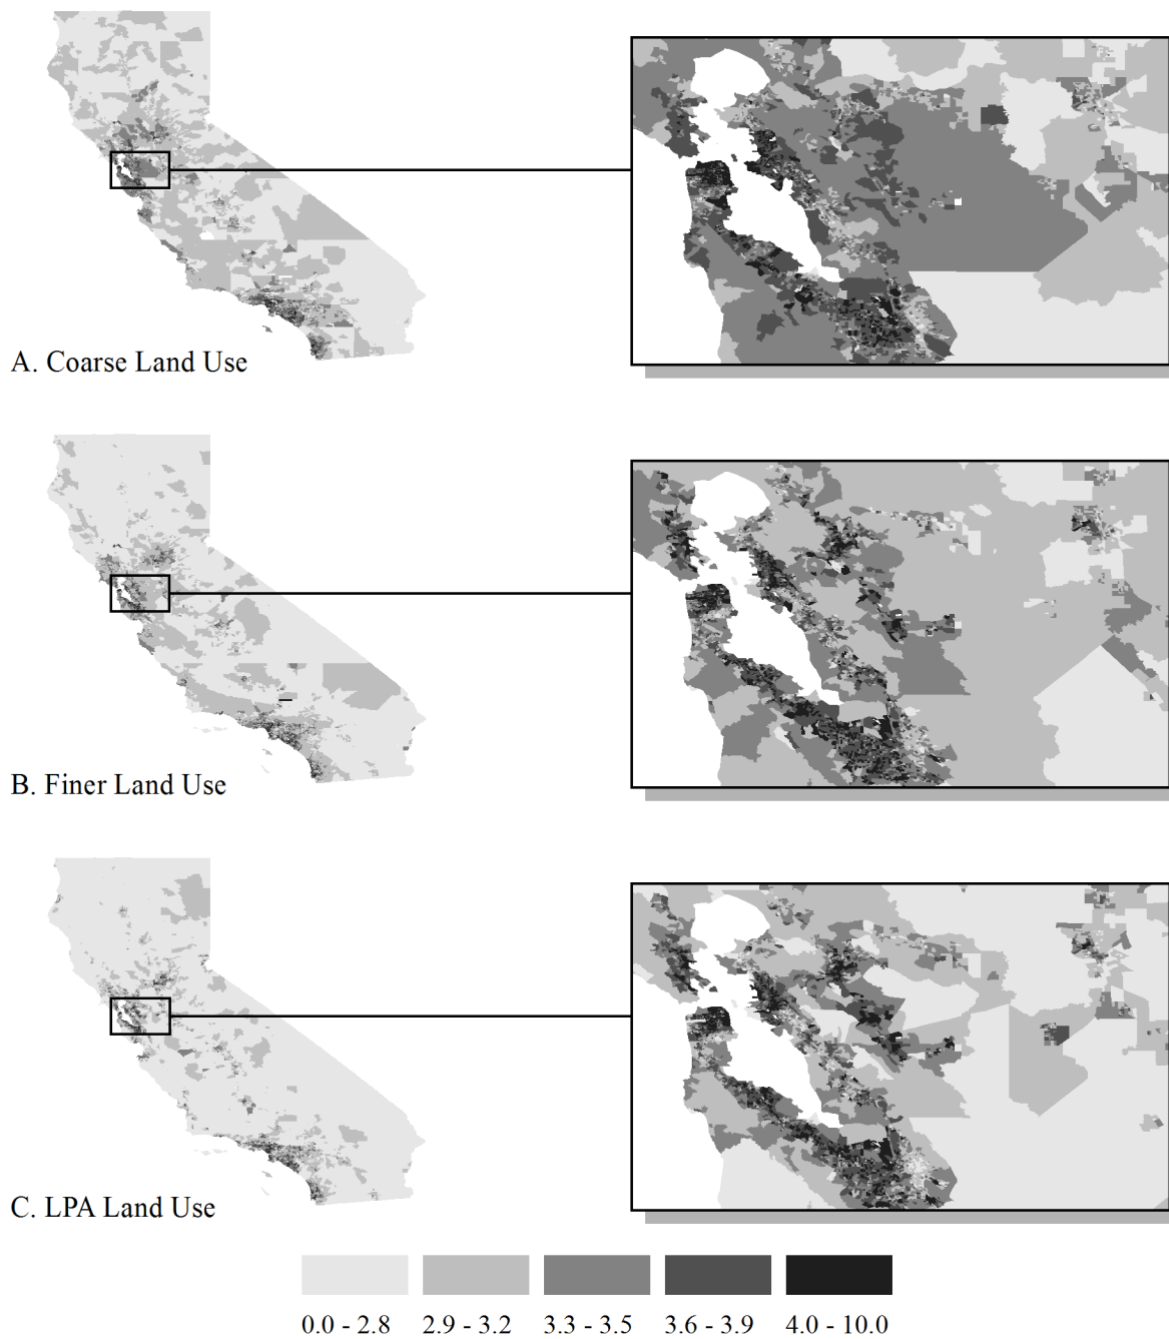 A. Coarse Land Use
B. Finer Land Use
C. LPA Land Use
0.0 - 2.8 2.9 - 3.2 3.3 - 3.5 3.6 - 3.9 4.0 - 10.0